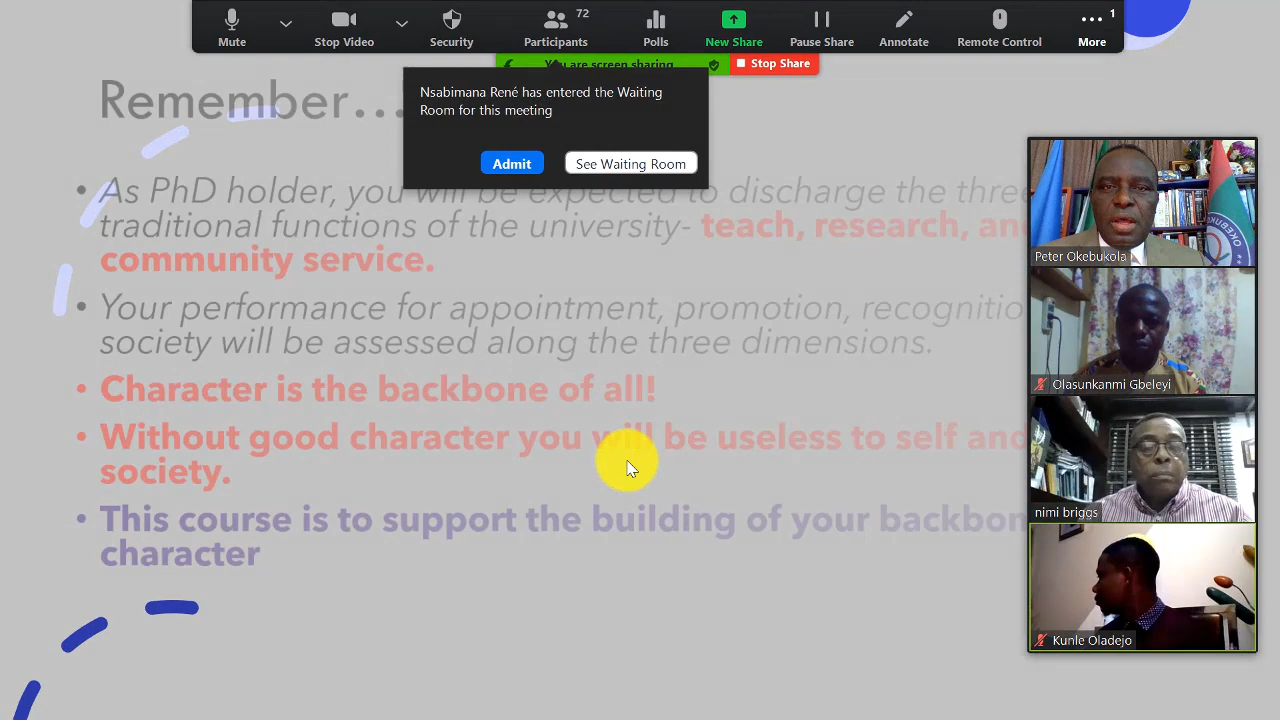 72
1
Mute
Stop Video
Security
Participants
Polls
New Share
Pause Share
Annotate
Remote Control
More
You are screen sharing
Stop Share
Remember…
Nsabimana René has entered the Waiting
Room for this meeting
Admit
See Waiting Room
• As PhD holder, you will be expected to discharge the three
traditional functions of the university- teach, research, and
community service.
• Your performance for appointment, promotion, recognition
society will be assessed along the three dimensions.
• Character is the backbone of all!
• Without good character you will be useless to self and
society.
• This course is to support the building of your
character
Peter Okebukola
Olasunkanmi Gbeleyi
nimi briggs
Kunle Oladejo